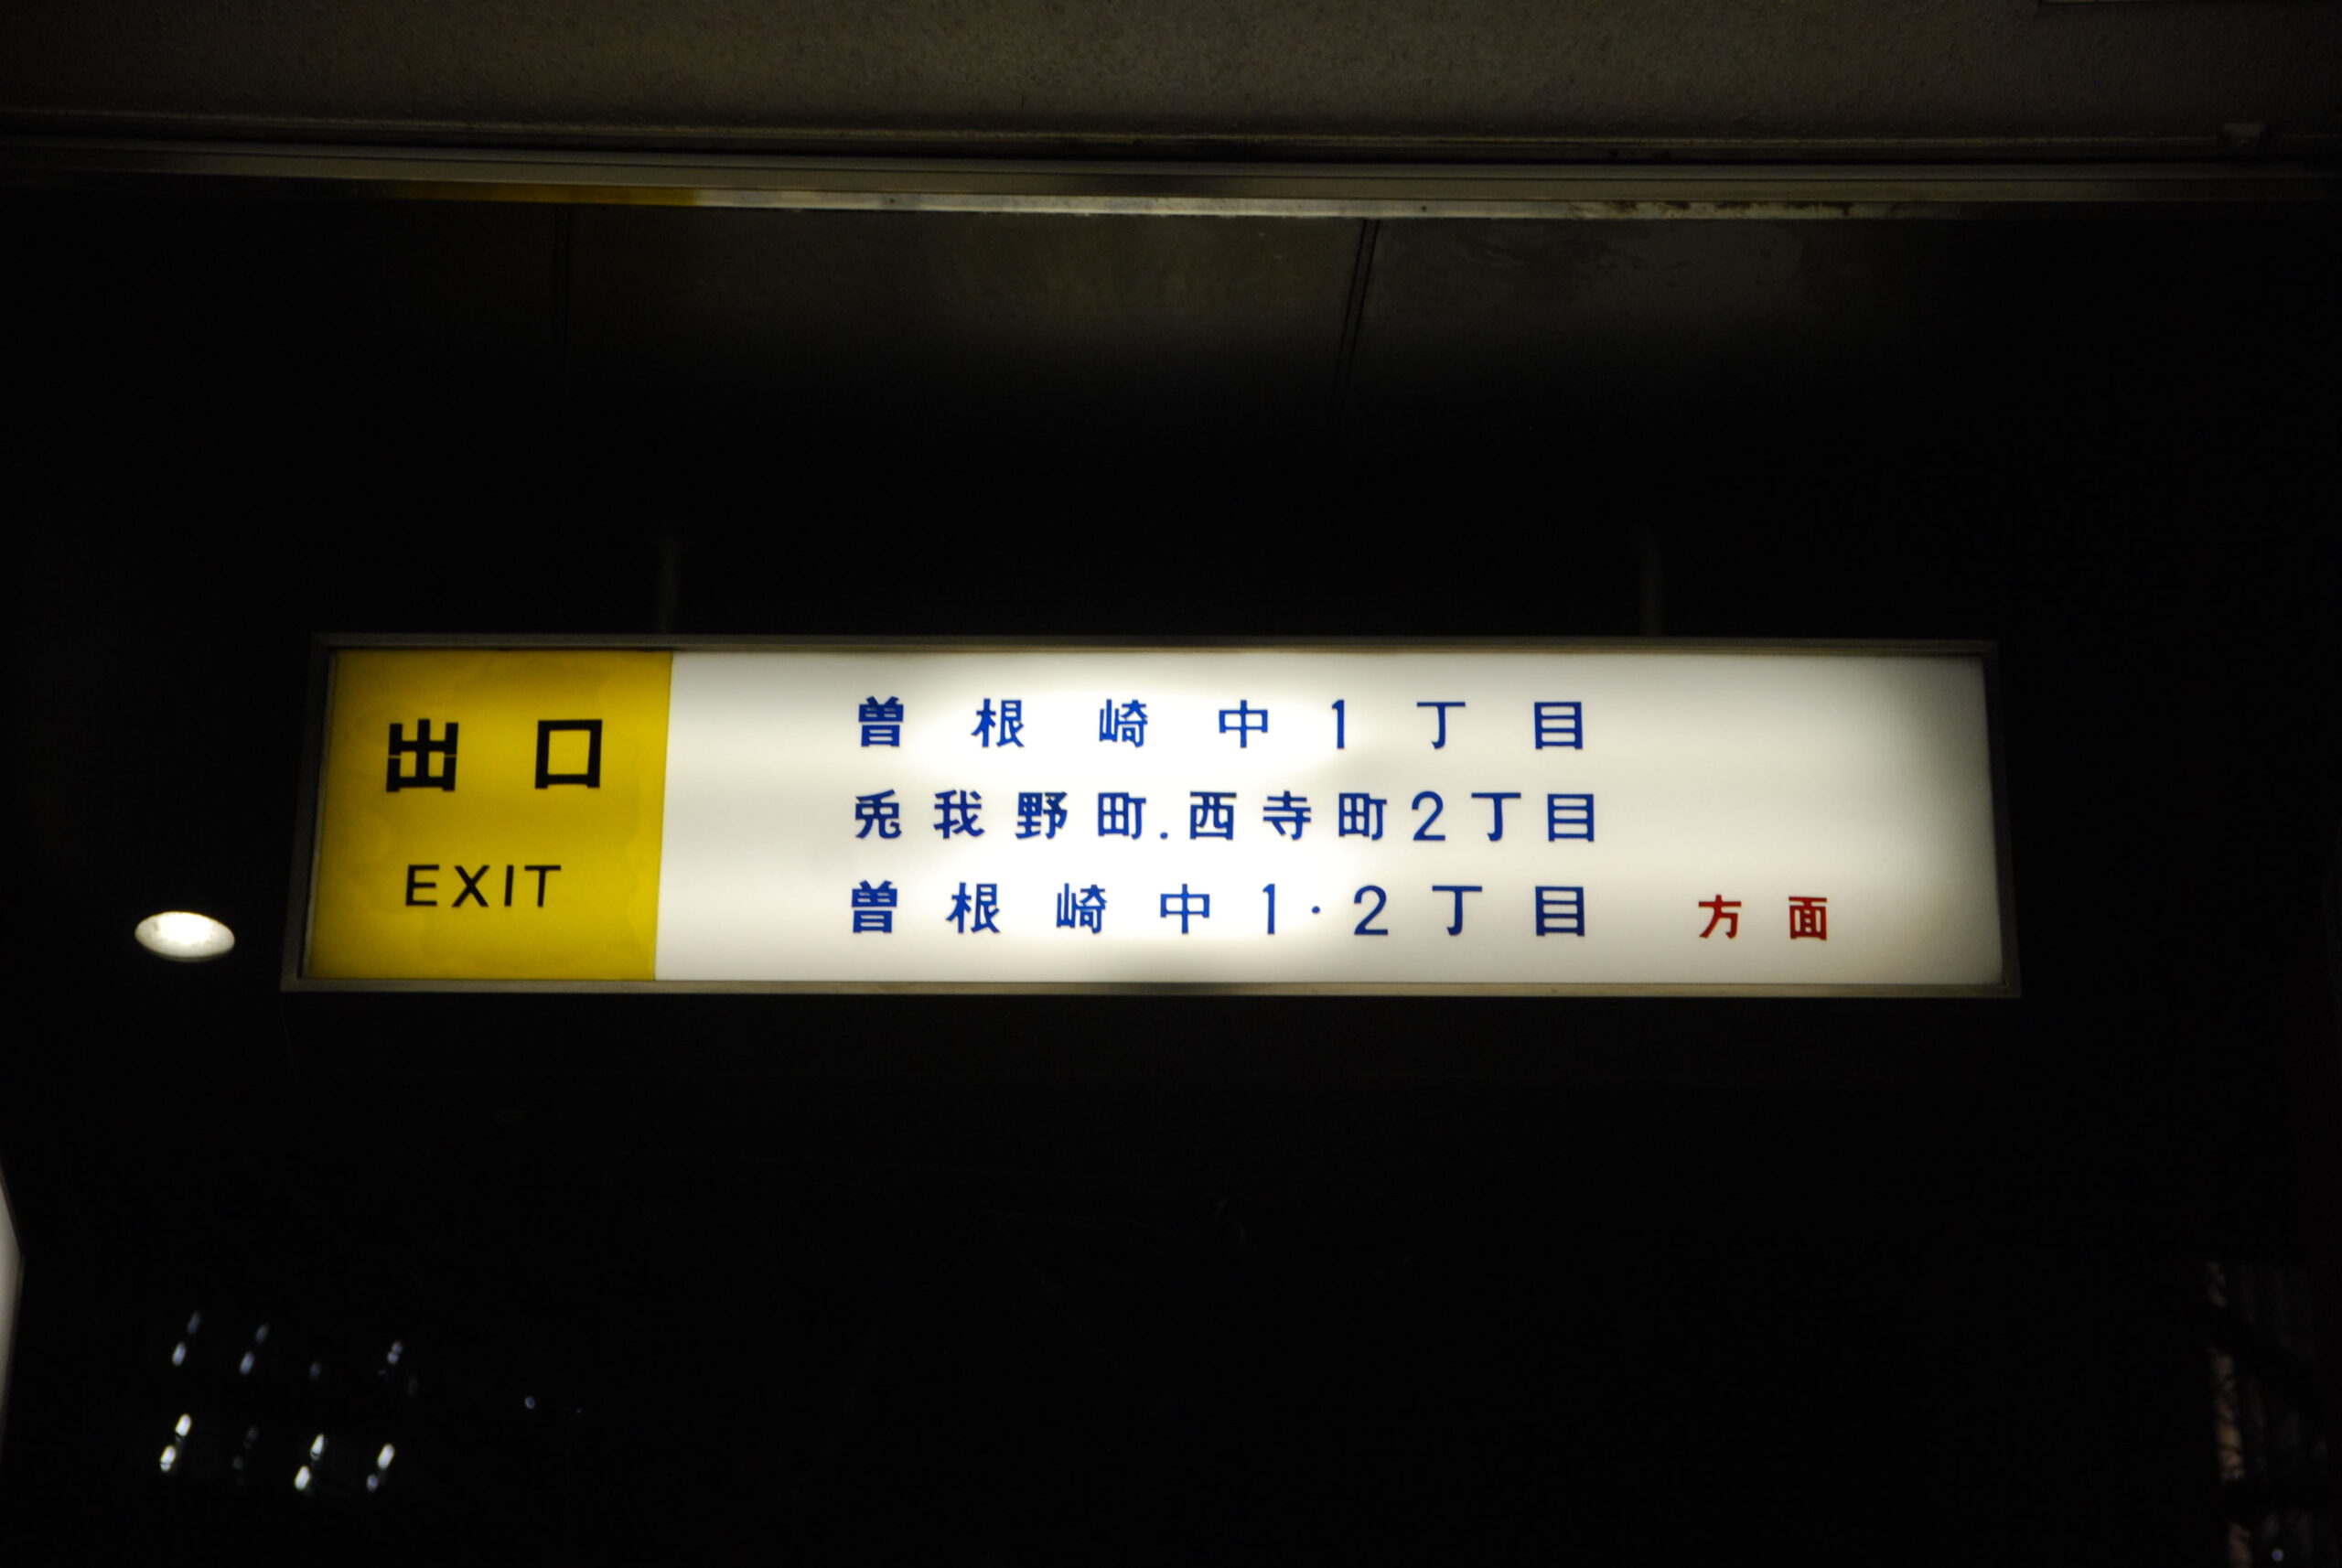 出口
EXIT
曽根崎中1丁目
兎我野町.西寺町2丁目
曽根崎中1・2丁目 方面